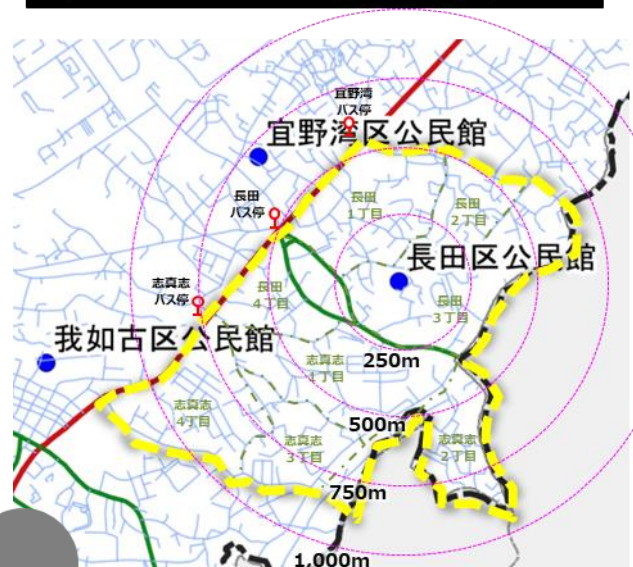 宜野湾
バス停
宜野湾区公民館
長田
バス停
長田
1丁目
長田
2丁目
長田区公民館
志真志
バス停
長田
4丁目
長田
3丁目
我如古区公民館
志真志
1丁目
250m
志真志
4丁目
500m
志真志
3丁目
志真志
2丁目
750m
1,000m